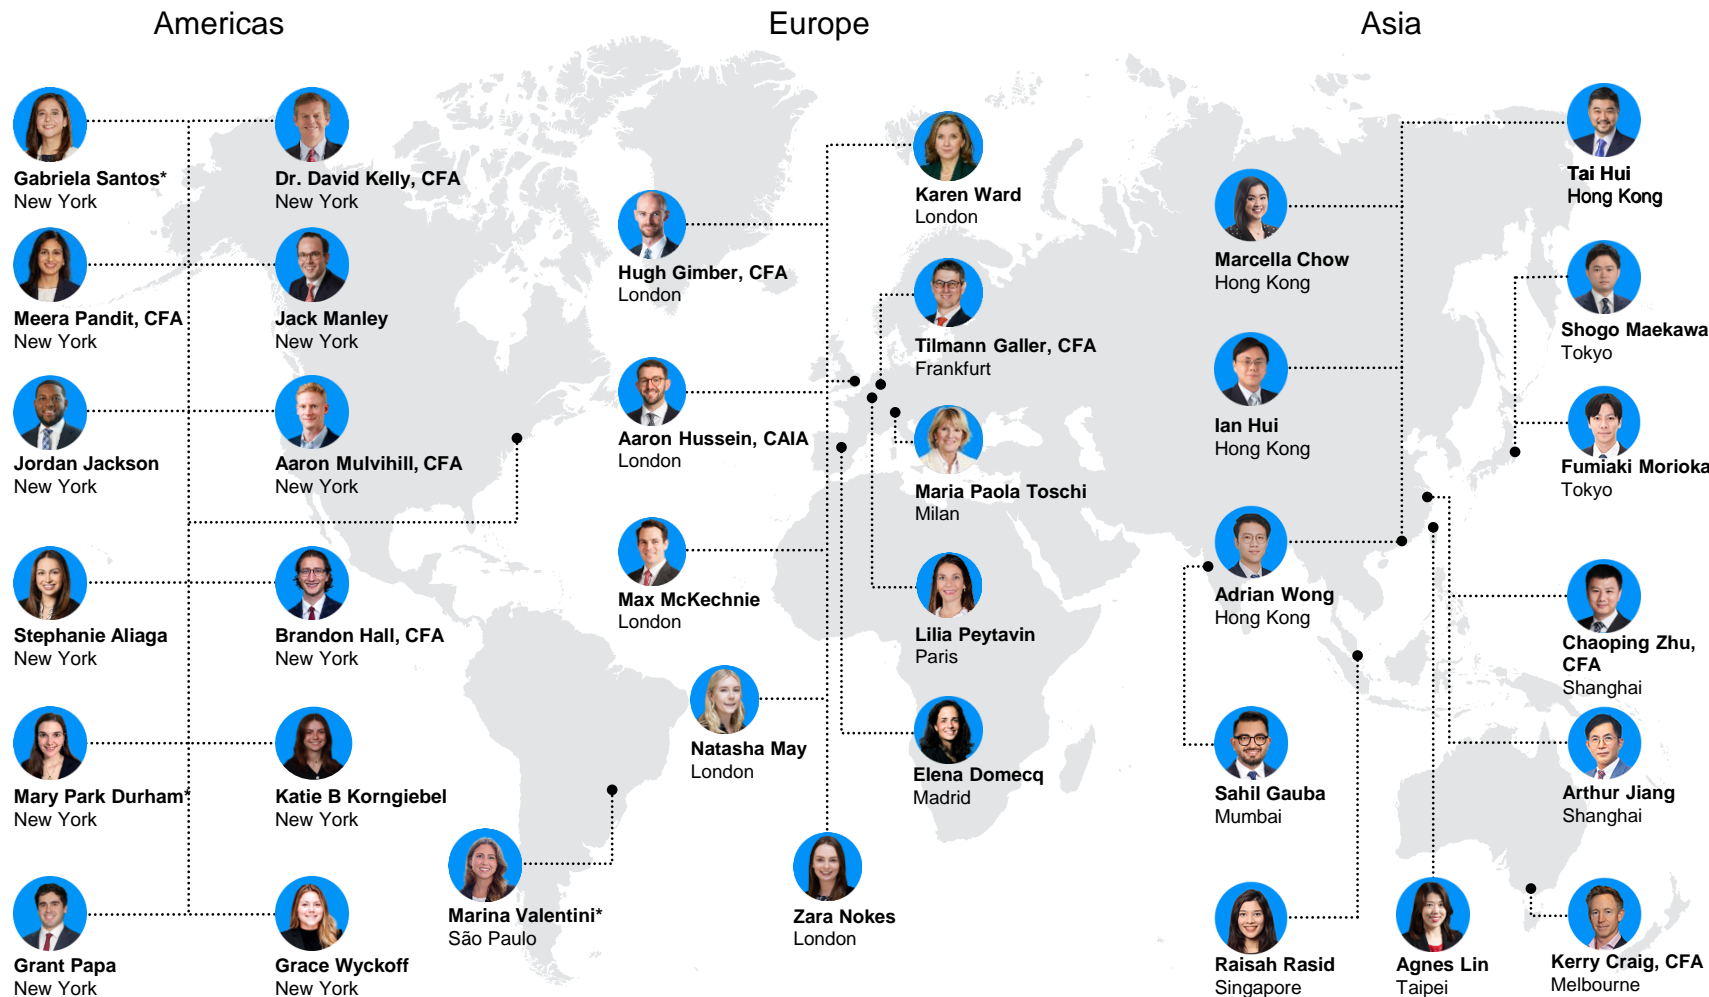 Americas
Gabriela Santos*
New York
Dr. David Kelly, CFA
New York
Meera Pandit, CFA
New York
Jack Manley
New York
Jordan Jackson
New York
Aaron Mulvihill, CFA
New York
Stephanie Aliaga
New York
Brandon Hall, CFA
New York
Mary Park Durham*
New York
Katie B Korngiebel
New York
Grant Papa
New York
Grace Wyckoff
New York
Marina Valentini*
São Paulo
Europe
Karen Ward
London
Hugh Gimber, CFA
London
Tilmann Galler, CFA
Frankfurt
Aaron Hussein, CAIA
London
Maria Paola Toschi
Milan
Max McKechnie
London
Lilia Peytavin
Paris
Natasha May
London
Elena Domecq
Madrid
Zara Nokes
London
Asia
Tai Hui
Hong Kong
Marcella Chow
Hong Kong
Shogo Maekawa
Tokyo
Ian Hui
Hong Kong
Fumiaki Morioka
Tokyo
Adrian Wong
Hong Kong
Chaoping Zhu,
CFA
Shanghai
Sahil Gauba
Mumbai
Arthur Jiang
Shanghai
Raisah Rasid
Singapore
Agnes Lin
Taipei
Kerry Craig, CFA
Melbourne